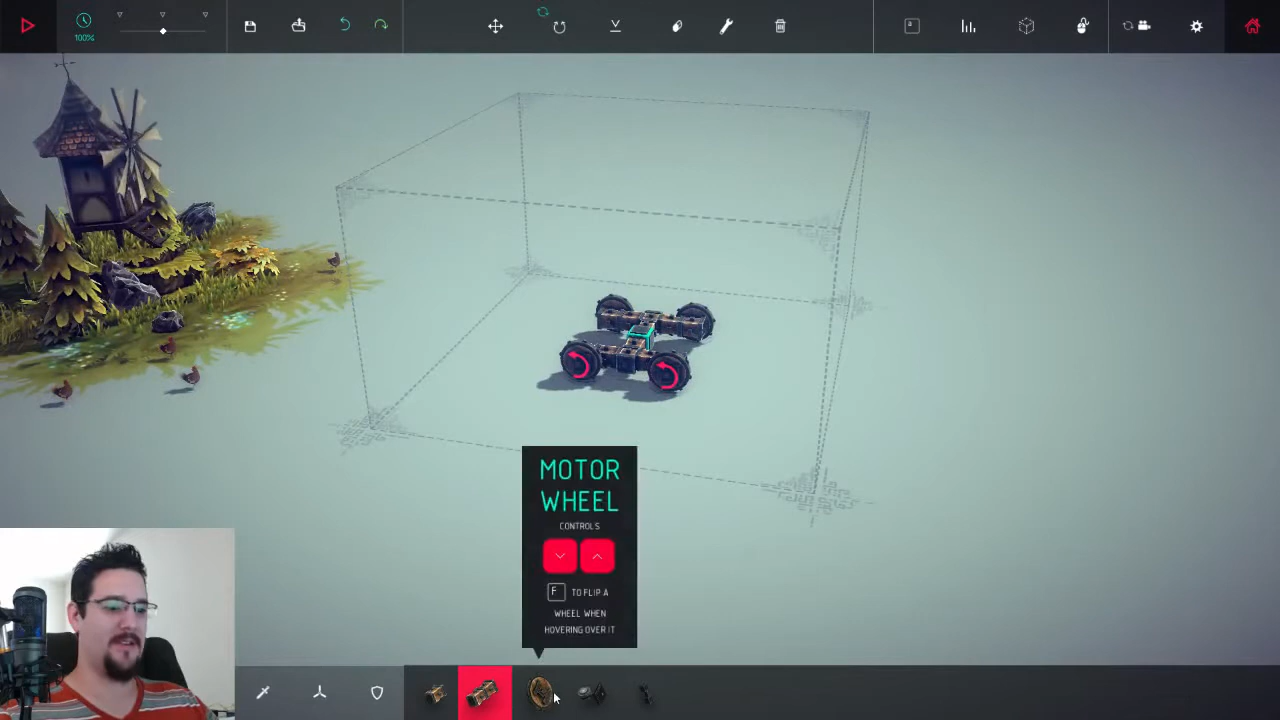 100%
MOTOR
WHEEL
CONTROLS
F TO FLIP A
WHEEL WHEN
HOVERING OVER IT